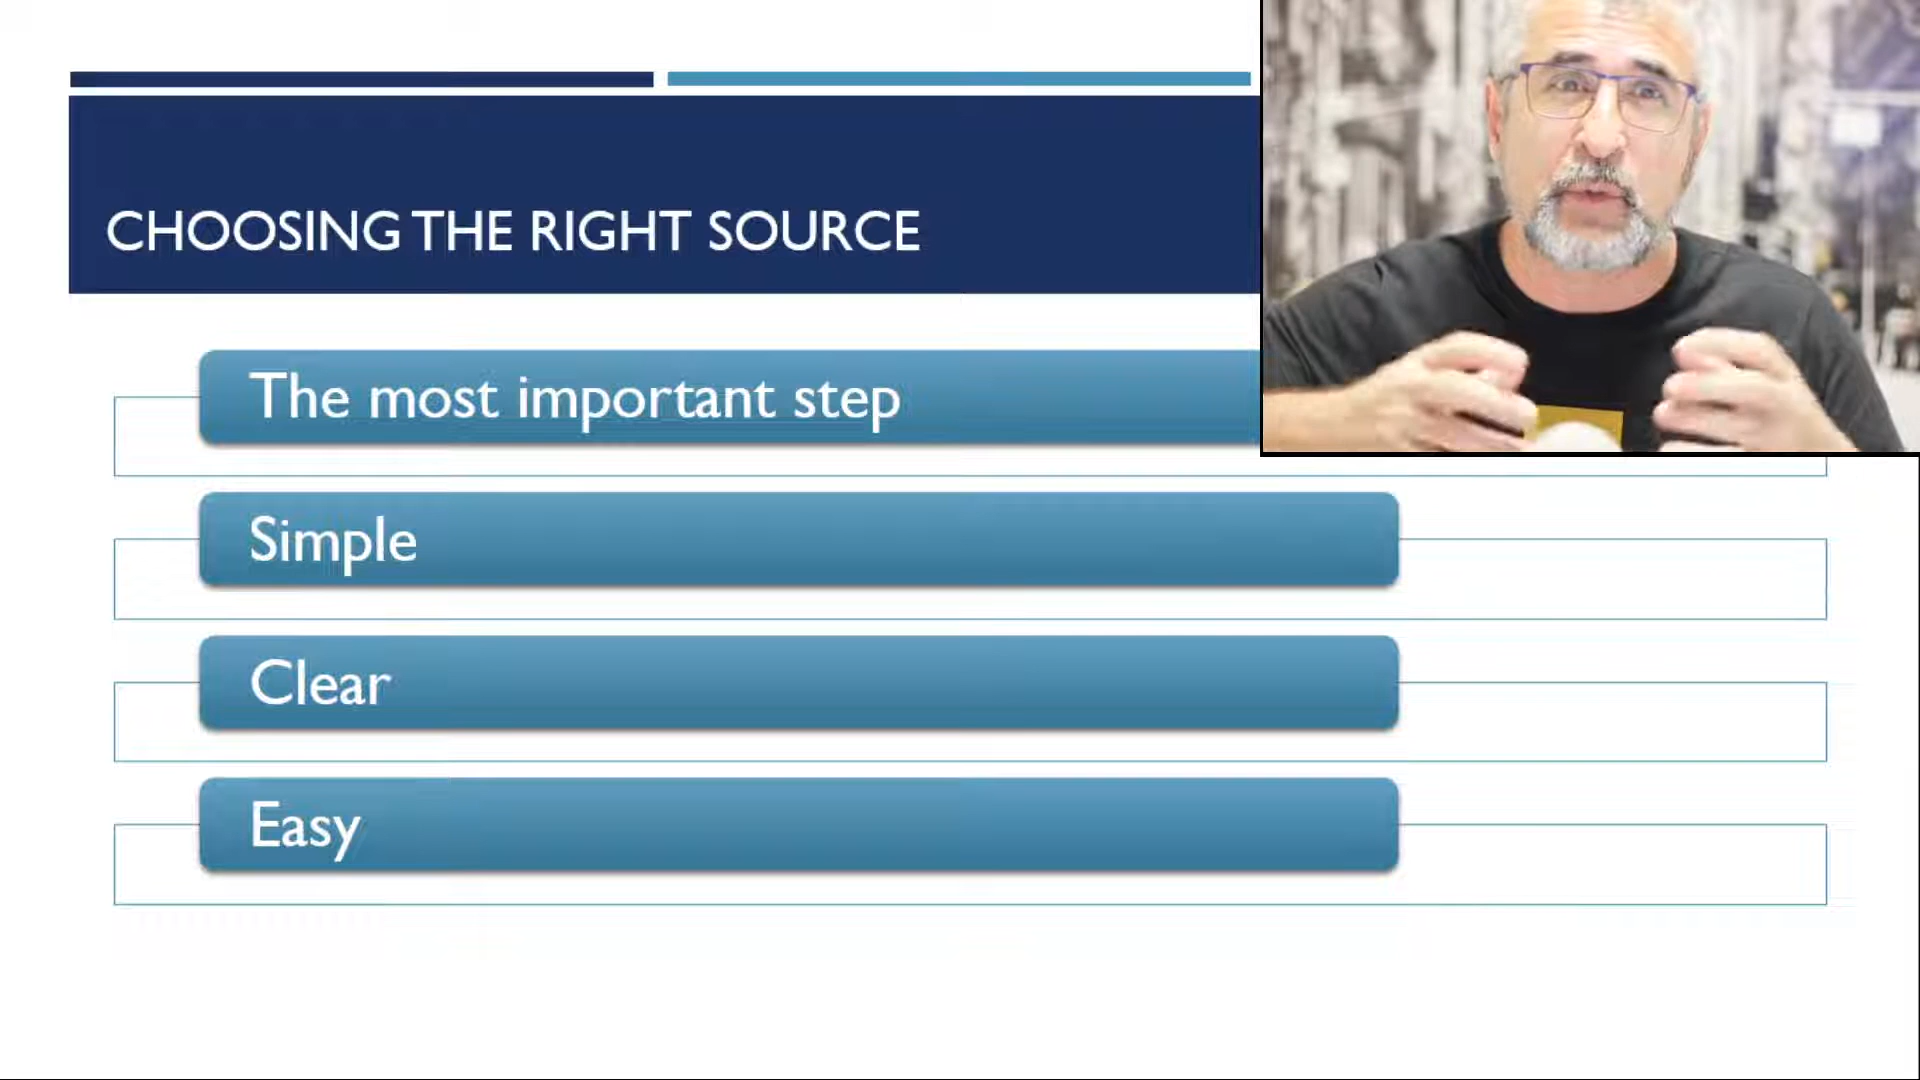 CHOOSING THE RIGHT SOURCE
The most important step
Simple
Clear
Easy